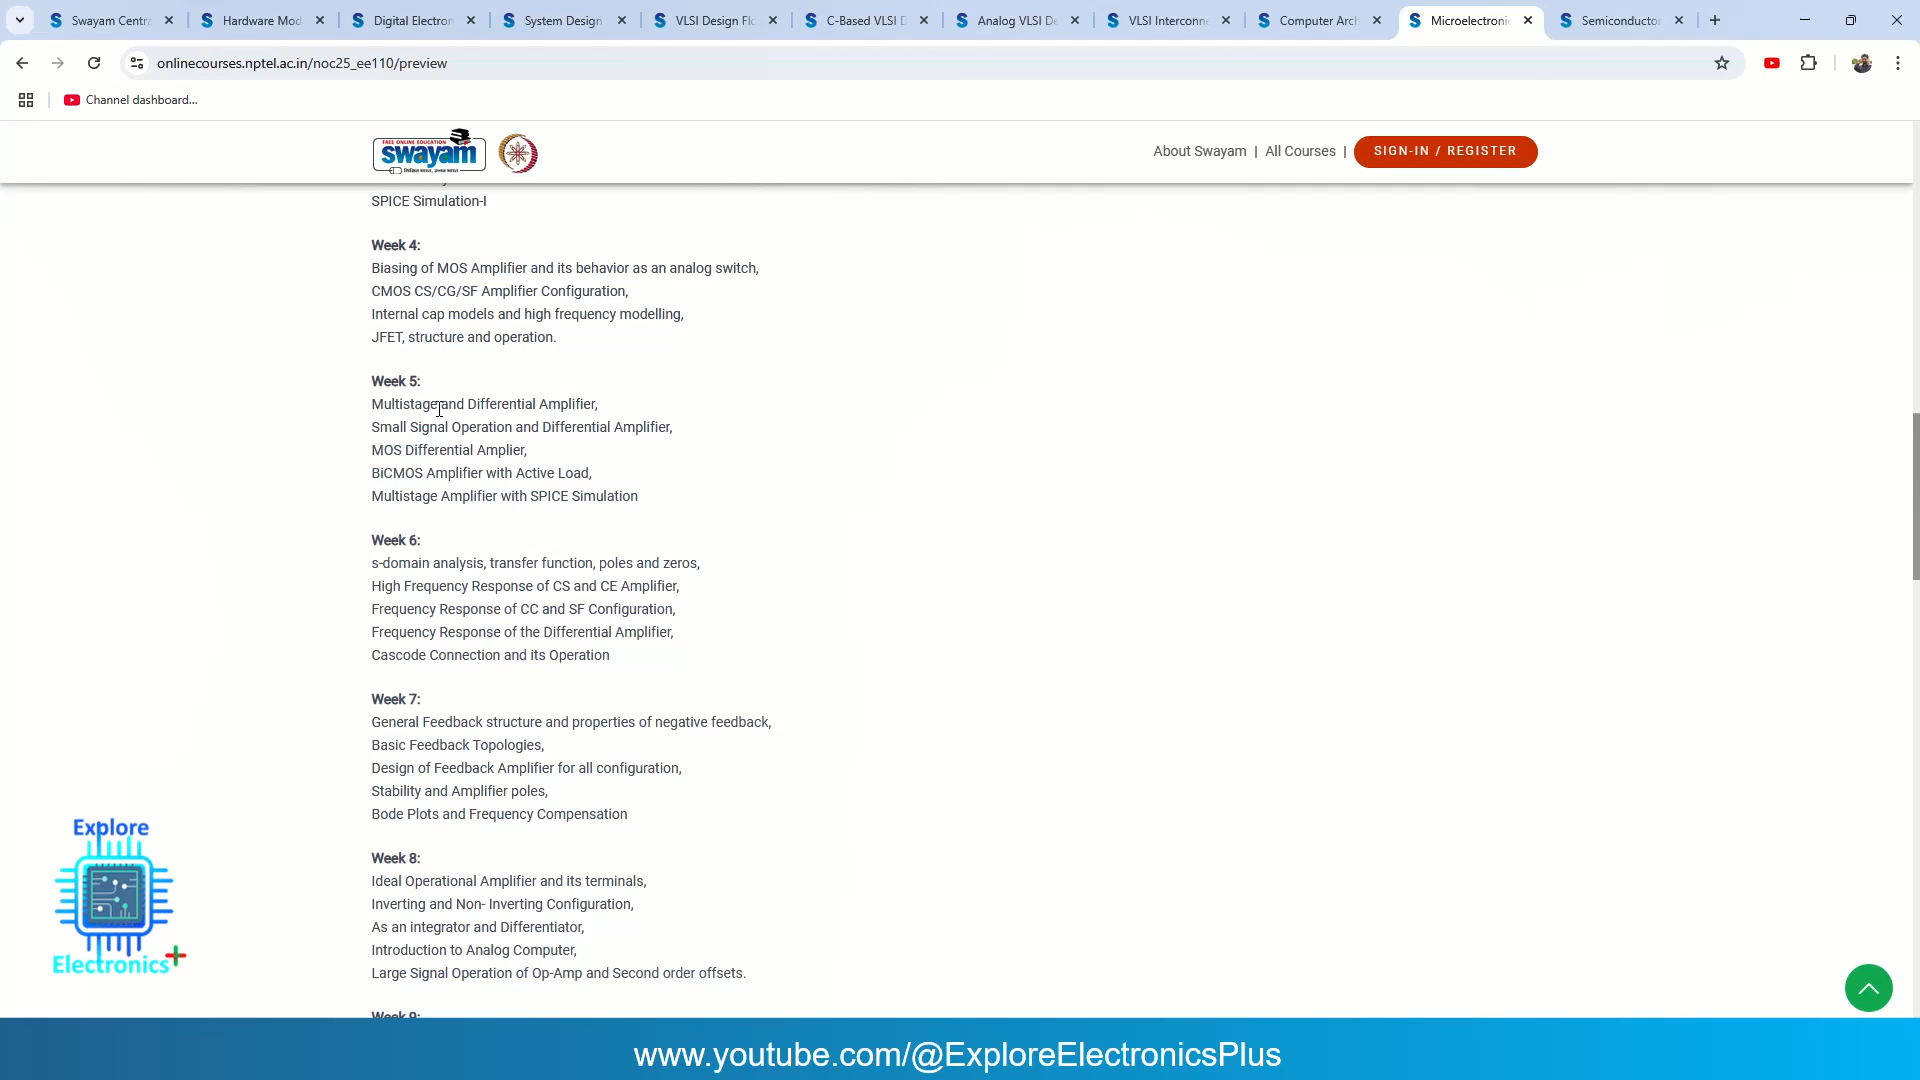 Swayam Centra
Hardware Mod
Digital Electron
System Design
VLSI Design Flo
C-Based VLSI D
Analog VLSI De
VLSI Interconne
Computer Arch
Microelectronic
Semiconductor
onlinecourses.nptel.ac.in/noc25_ee110/preview
Channel dashboard...
FREE ONLINE EDUCATION
swayam
About Swayam | All Courses |
SIGN-IN / REGISTER
SPICE Simulation-I
Week 4:
Biasing of MOS Amplifier and its behavior as an analog switch,
CMOS CS/CG/SF Amplifier Configuration,
Internal cap models and high frequency modelling,
JFET, structure and operation.
Week 5:
Multistage and Differential Amplifier,
Small Signal Operation and Differential Amplifier,
MOS Differential Amplier,
BiCMOS Amplifier with Active Load,
Multistage Amplifier with SPICE Simulation
Week 6:
s-domain analysis, transfer function, poles and zeros,
High Frequency Response of CS and CE Amplifier,
Frequency Response of CC and SF Configuration,
Frequency Response of the Differential Amplifier,
Cascode Connection and its Operation
Week 7:
General Feedback structure and properties of negative feedback,
Basic Feedback Topologies,
Design of Feedback Amplifier for all configuration,
Stability and Amplifier poles,
Bode Plots and Frequency Compensation
Week 8:
Ideal Operational Amplifier and its terminals,
Inverting and Non- Inverting Configuration,
As an integrator and Differentiator,
Introduction to Analog Computer,
Large Signal Operation of Op-Amp and Second order offsets.
Week 9:
Explore
Electronics+
www.youtube.com/@ExploreElectronicsPlus